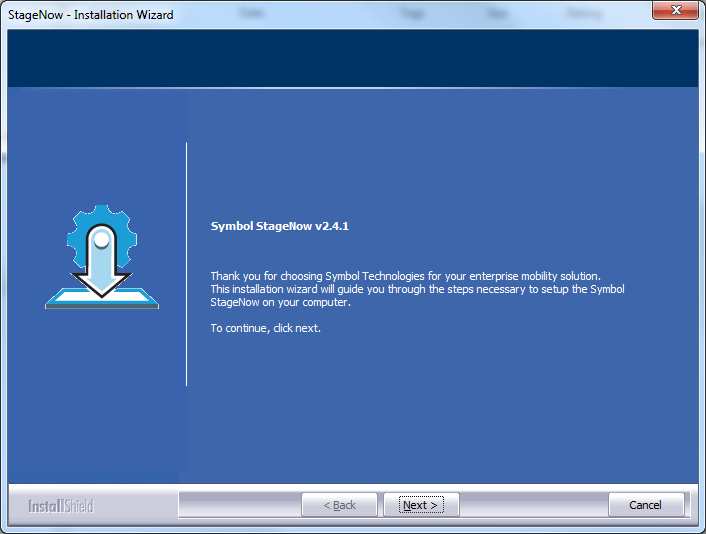 StageNow - Installation Wizard
Symbol StageNow v2.4.1
Thank you for choosing Symbol Technologies for your enterprise mobility solution.
This installation wizard will guide you through the steps necessary to setup the Symbol
StageNow on your computer.
To continue, click next.
InstallShield
< Back
Next >
Cancel